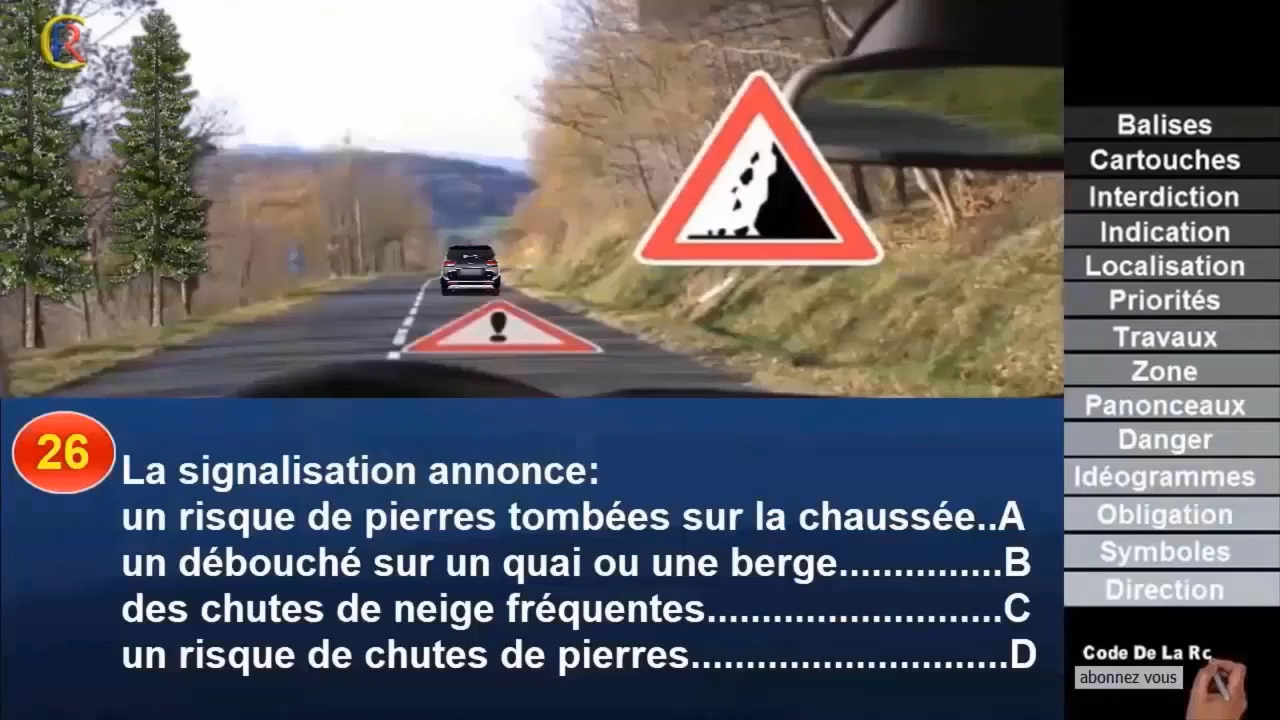 CR
26
La signalisation annonce:
un risque de pierres tombées sur la chaussée..A
un débouché sur un quai ou une berge...............B
des chutes de neige fréquentes...........................C
un risque de chutes de pierres.............................D
Balises
Cartouches
Interdiction
Indication
Localisation
Priorités
Travaux
Zone
Panonceaux
Danger
Idéogrammes
Obligation
Symboles
Direction
Code De La Rc
abonnez vous